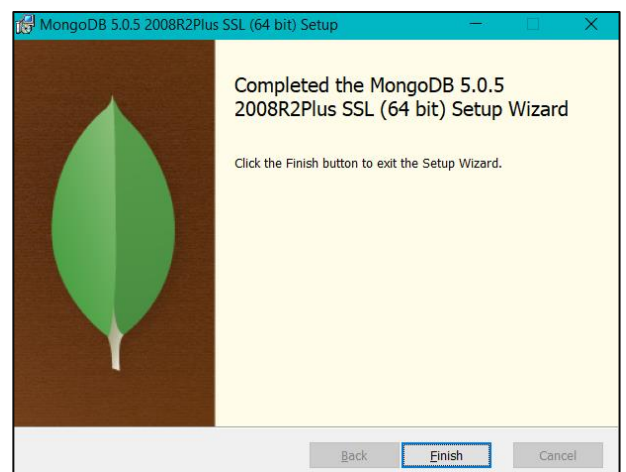 MongoDB 5.0.5 2008R2Plus SSL (64 bit) Setup
Completed the MongoDB 5.0.5
2008R2Plus SSL (64 bit) Setup Wizard
Click the Finish button to exit the Setup Wizard.
Back Finish Cancel